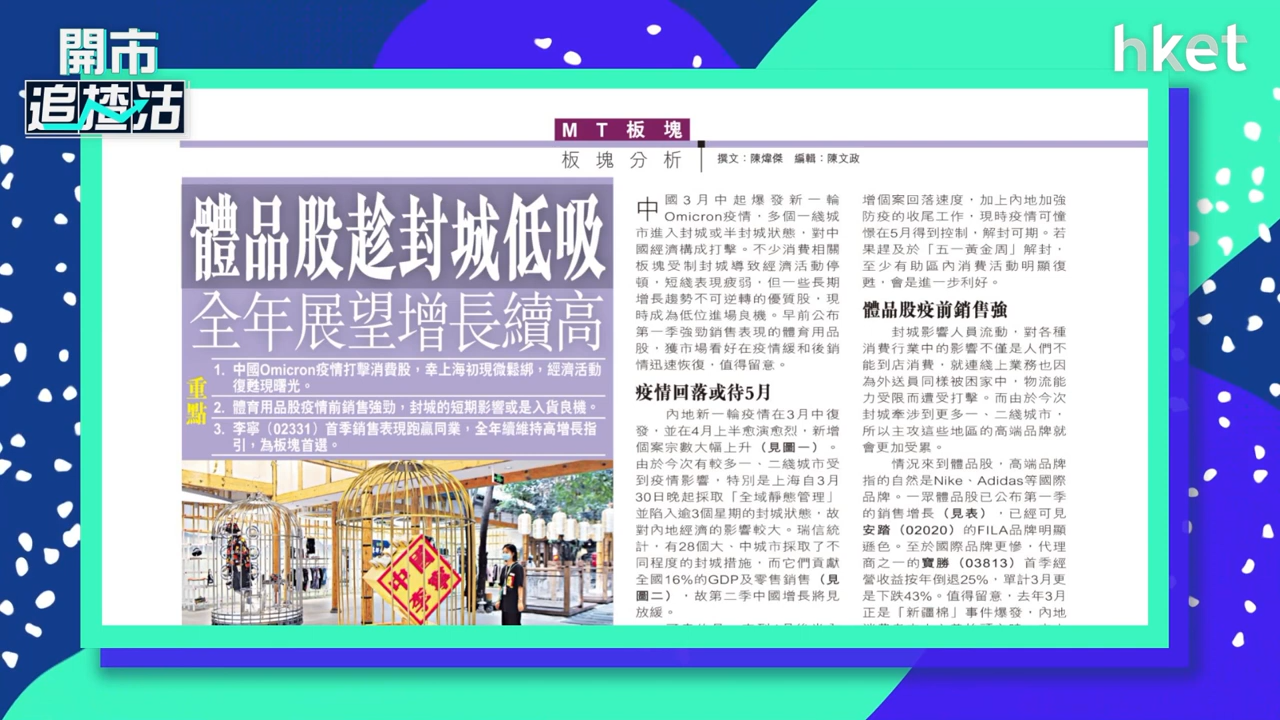 開市
追揸沽
hket
MT板塊
板塊分析
撰文：陳煒傑　編輯：陳文政
體品股趁封城低吸
全年展望增長續高
重點
1. 中國Omicron疫情打擊消費股，幸上海初現微鬆綁，經濟活動
復甦現曙光。
2. 體育用品股疫情前銷售強勁，封城的短期影響或是入貨良機。
3. 李寧（02331）首季銷售表現跑贏同業，全年續維持高增長指
引，為板塊首選。
中國3月中起爆發新一輪
Omicron疫情，多個一綫城
市進入封城或半封城狀態，對中
國經濟構成打擊。不少消費相關
板塊受制封城導致經濟活動停
頓，短綫表現疲弱，但一些長期
增長趨勢不可逆轉的優質股，現
時成為低位進場良機。早前公布
第一季強勁銷售表現的體育用品
股，獲市場看好在疫情緩和後銷
情迅速恢復，值得留意。
疫情回落或待5月
內地新一輪疫情在3月中復
發，並在4月上半愈演愈烈，新增
個案宗數大幅上升（見圖一）。
由於今次有較多一、二綫城市受
到疫情影響，特別是上海自3月
30日晚起採取「全域靜態管理」
並陷入逾3個星期的封城狀態，故
對內地經濟的影響較大。瑞信統
計，有28個大、中城市採取了不
同程度的封城措施，而它們貢獻
全國16%的GDP及零售銷售（見
圖二），故第二季中國增長將見
放緩。
增個案回落速度，加上內地加強
防疫的收尾工作，現時疫情可憧
憬在5月得到控制，解封可期。若
果趕及於「五一黃金周」解封，
至少有助區內消費活動明顯復
甦，會是進一步利好。
體品股疫前銷售強
封城影響人員流動，對各種
消費行業中的影響不僅是人們不
能到店消費，就連綫上業務也因
為外送員同樣被困家中，物流能
力受限而遭受打擊。而由於今次
封城牽涉到更多一、二綫城市，
所以主攻這些地區的高端品牌就
會更加受累。
情況來到體品股，高端品牌
指的自然是Nike、Adidas等國際
品牌。一眾體品股已公布第一季
的銷售增長（見表），已經可見
安踏（02020）的FILA品牌明顯
遜色。至於國際品牌更慘，代理
商之一的寶勝（03813）首季經
營收益按年倒退25%，單計3月更
是下跌43%。值得留意，去年3月
正是「新疆棉」事件爆發，內地